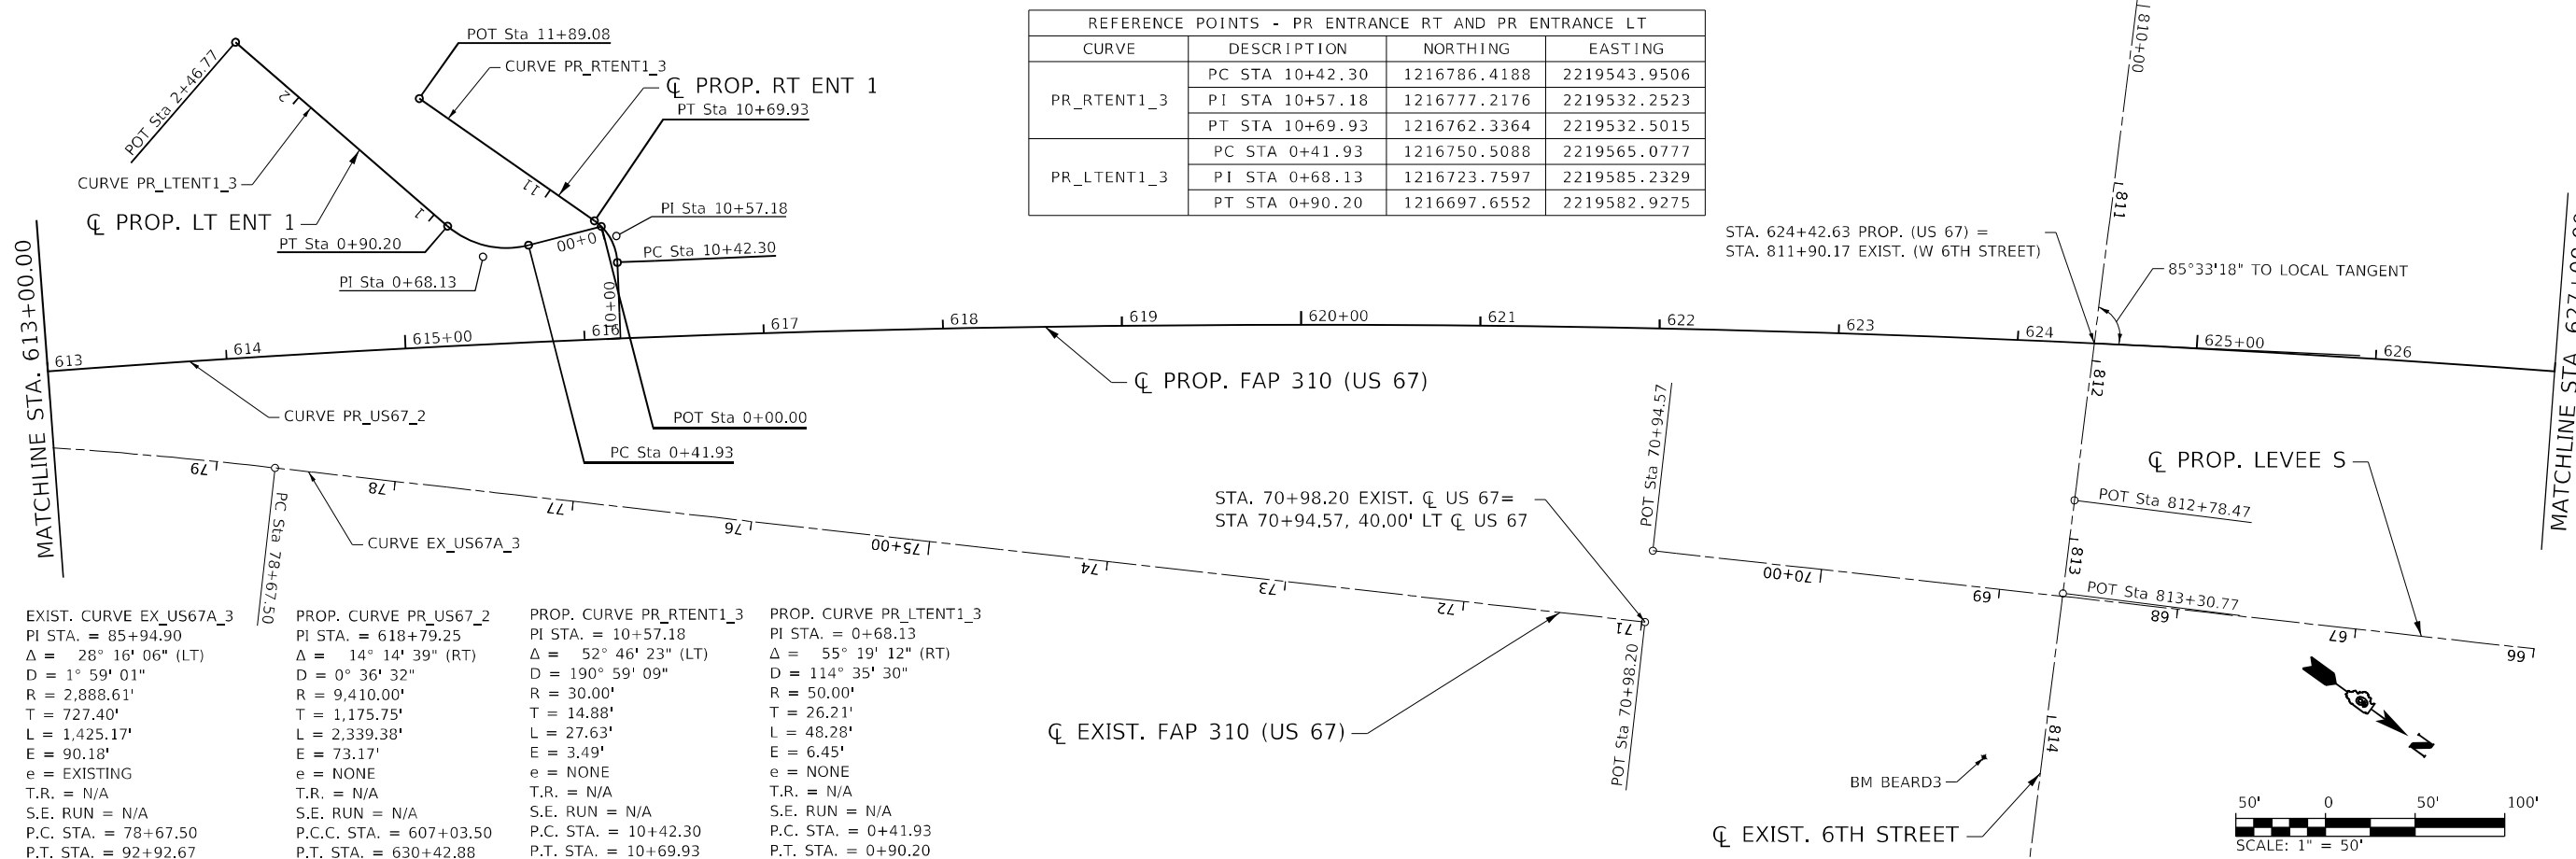 POT Sta 11+89.08
CURVE PR_RTENT1_3
℄ PROP. RT ENT 1
PT Sta 10+69.93
POT Sta 2+46.77
2
CURVE PR_LTENT1_3
℄ PROP. LT ENT 1
1
11
PT Sta 0+90.20
PI Sta 0+68.13
PI Sta 10+57.18
0+00
PC Sta 10+42.30
10+00
REFERENCE POINTS - PR ENTRANCE RT AND PR ENTRANCE LT
CURVE DESCRIPTION NORTHING EASTING
PR_RTENT1_3
PC STA 10+42.30 1216786.4188 2219543.9506
PI STA 10+57.18 1216777.2176 2219532.2523
PT STA 10+69.93 1216762.3364 2219532.5015
PR_LTENT1_3
PC STA 0+41.93 1216750.5088 2219565.0777
PI STA 0+68.13 1216723.7597 2219585.2329
PT STA 0+90.20 1216697.6552 2219582.9275
810+00
811
STA. 624+42.63 PROP. (US 67) =
STA. 811+90.17 EXIST. (W 6TH STREET)
85°33'18" TO LOCAL TANGENT
MATCHLINE STA. 613+00.00
613
614
615+00
616
617
618
619
620+00
621
622
623
624
625+00
626
812
CURVE PR_US67_2
℄ PROP. FAP 310 (US 67)
POT Sta 0+00.00
PC Sta 0+41.93
79
PC Sta 78+67.50
78
77
76
75+00
74
73
72
71
CURVE EX_US67A_3
STA. 70+98.20 EXIST. ℄ US 67=
STA 70+94.57, 40.00' LT ℄ US 67
POT Sta 70+94.57
POT Sta 70+98.20
70+00
69
68
67
66
℄ PROP. LEVEE S
POT Sta 812+78.47
813
POT Sta 813+30.77
814
℄ EXIST. FAP 310 (US 67)
BM BEARD3
℄ EXIST. 6TH STREET
N
50' 0 50' 100'
SCALE: 1" = 50'
EXIST. CURVE EX_US67A_3
PI STA. = 85+94.90
Δ = 28° 16' 06" (LT)
D = 1° 59' 01"
R = 2,888.61'
T = 727.40'
L = 1,425.17'
E = 90.18'
e = EXISTING
T.R. = N/A
S.E. RUN = N/A
P.C. STA. = 78+67.50
P.T. STA. = 92+92.67
PROP. CURVE PR_US67_2
PI STA. = 618+79.25
Δ = 14° 14' 39" (RT)
D = 0° 36' 32"
R = 9,410.00'
T = 1,175.75'
L = 2,339.38'
E = 73.17'
e = NONE
T.R. = N/A
S.E. RUN = N/A
P.C.C. STA. = 607+03.50
P.T. STA. = 630+42.88
PROP. CURVE PR_RTENT1_3
PI STA. = 10+57.18
Δ = 52° 46' 23" (LT)
D = 190° 59' 09"
R = 30.00'
T = 14.88'
L = 27.63'
E = 3.49'
e = NONE
T.R. = N/A
S.E. RUN = N/A
P.C. STA. = 10+42.30
P.T. STA. = 10+69.93
PROP. CURVE PR_LTENT1_3
PI STA. = 0+68.13
Δ = 55° 19' 12" (RT)
D = 114° 35' 30"
R = 50.00'
T = 26.21'
L = 48.28'
E = 6.45'
e = NONE
T.R. = N/A
S.E. RUN = N/A
P.C. STA. = 0+41.93
P.T. STA. = 0+90.20
MATCHLINE STA.